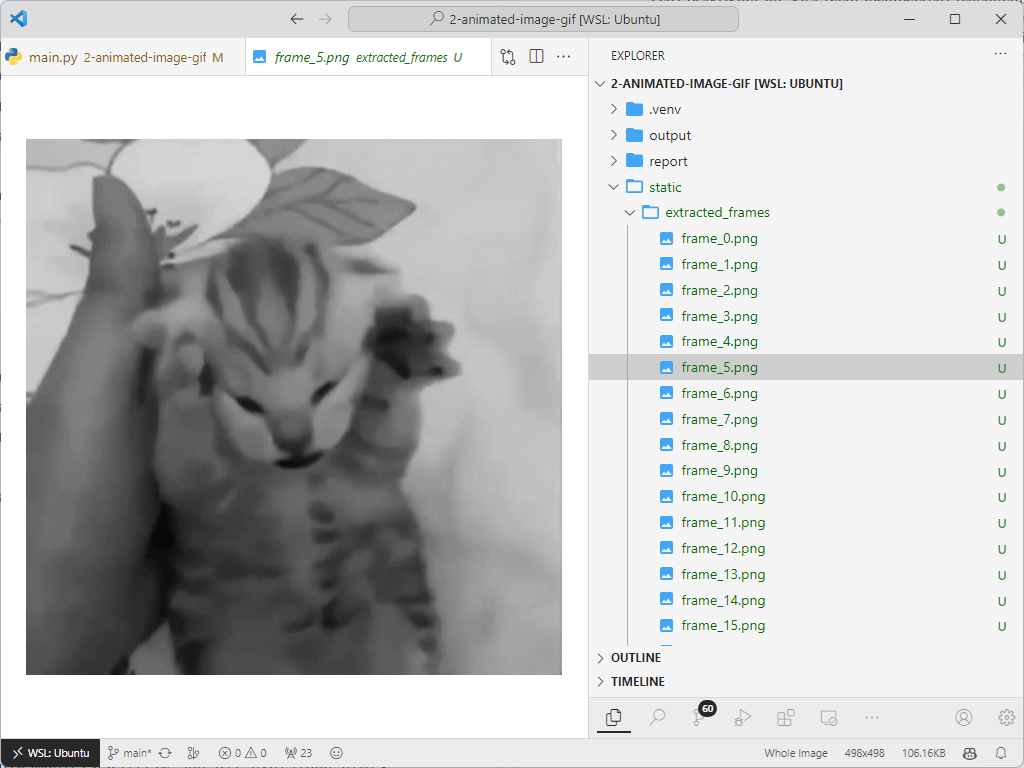 2-animated-image-gif [WSL: Ubuntu]
main.py 2-animated-image-gif M
frame_5.png extracted_frames U
EXPLORER
2-ANIMATED-IMAGE-GIF [WSL: UBUNTU]
.venv
output
report
static
extracted_frames
frame_0.png U
frame_1.png U
frame_2.png U
frame_3.png U
frame_4.png U
frame_5.png U
frame_6.png U
frame_7.png U
frame_8.png U
frame_9.png U
frame_10.png U
frame_11.png U
frame_12.png U
frame_13.png U
frame_14.png U
frame_15.png U
OUTLINE
TIMELINE
60
WSL: Ubuntu main* 0 0 23 Whole Image 498x498 106.16KB